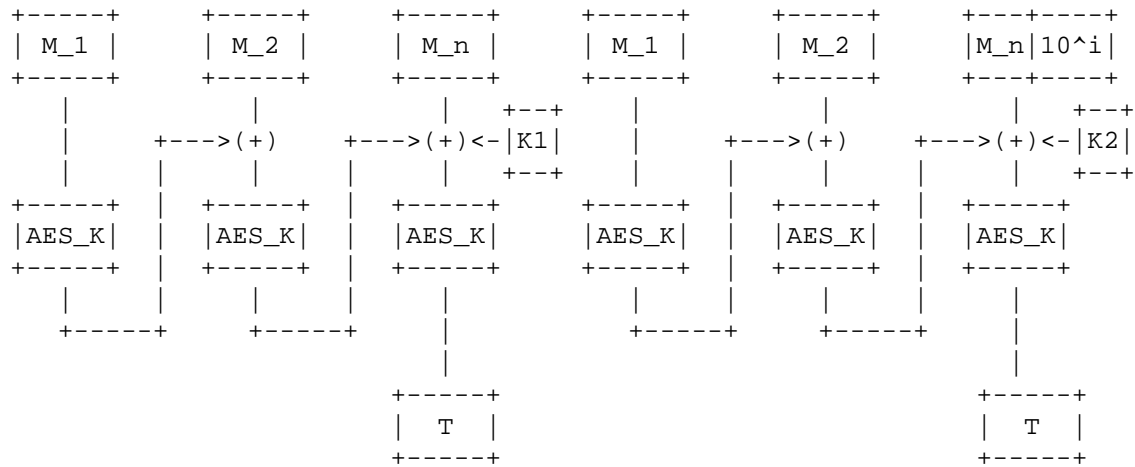 M_1 M_2 M_n M_1 M_2 M_n 10^i
(+) (+) K1 (+) (+) K2
AES_K AES_K AES_K AES_K AES_K AES_K
T T